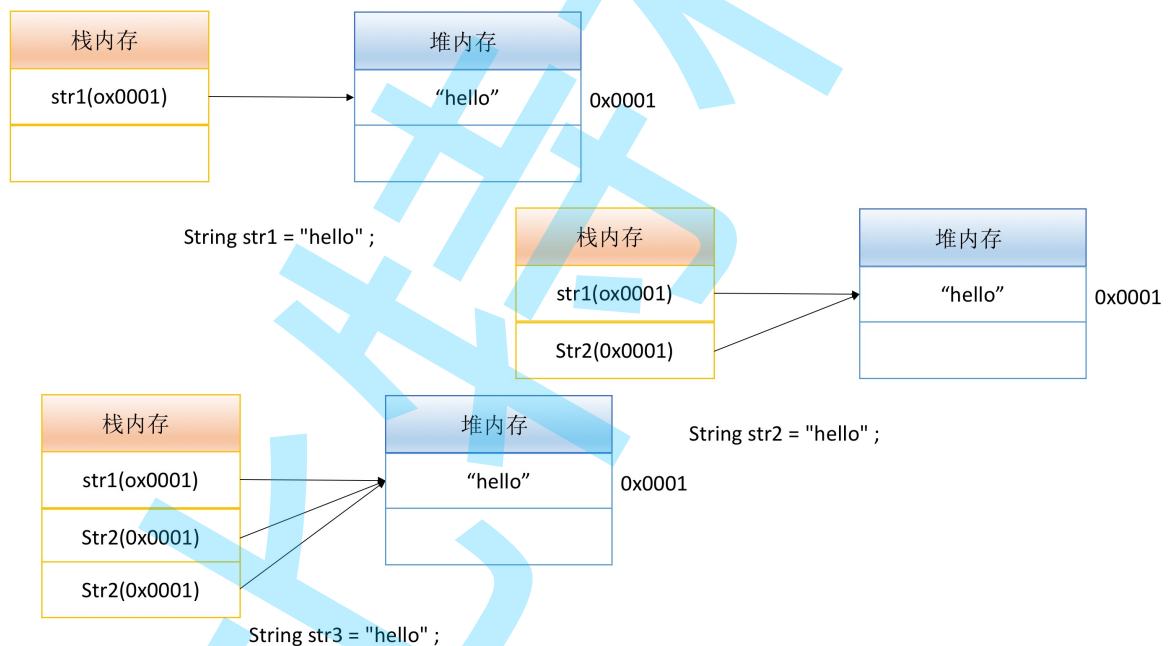 栈内存
堆内存
str1(ox0001)
“hello”
0x0001
String str1 = "hello" ;
栈内存
堆内存
str1(ox0001)
“hello”
0x0001
Str2(0x0001)
String str2 = "hello" ;
栈内存
堆内存
str1(ox0001)
“hello”
0x0001
Str2(0x0001)
Str2(0x0001)
String str3 = "hello" ;